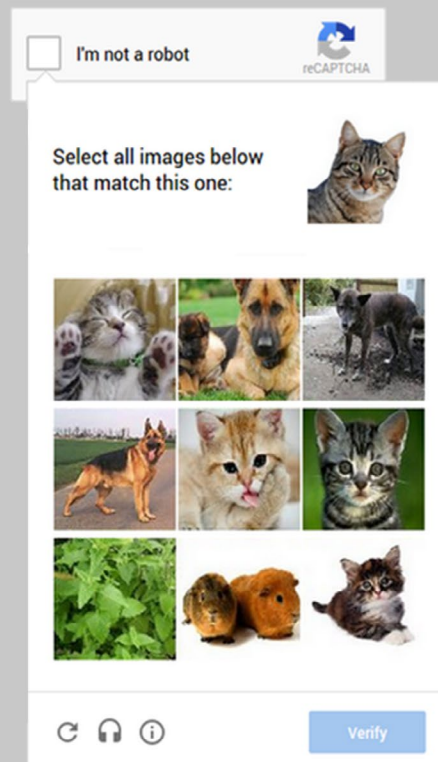 I'm not a robot
reCAPTCHA
Select all images below
that match this one:
Verify